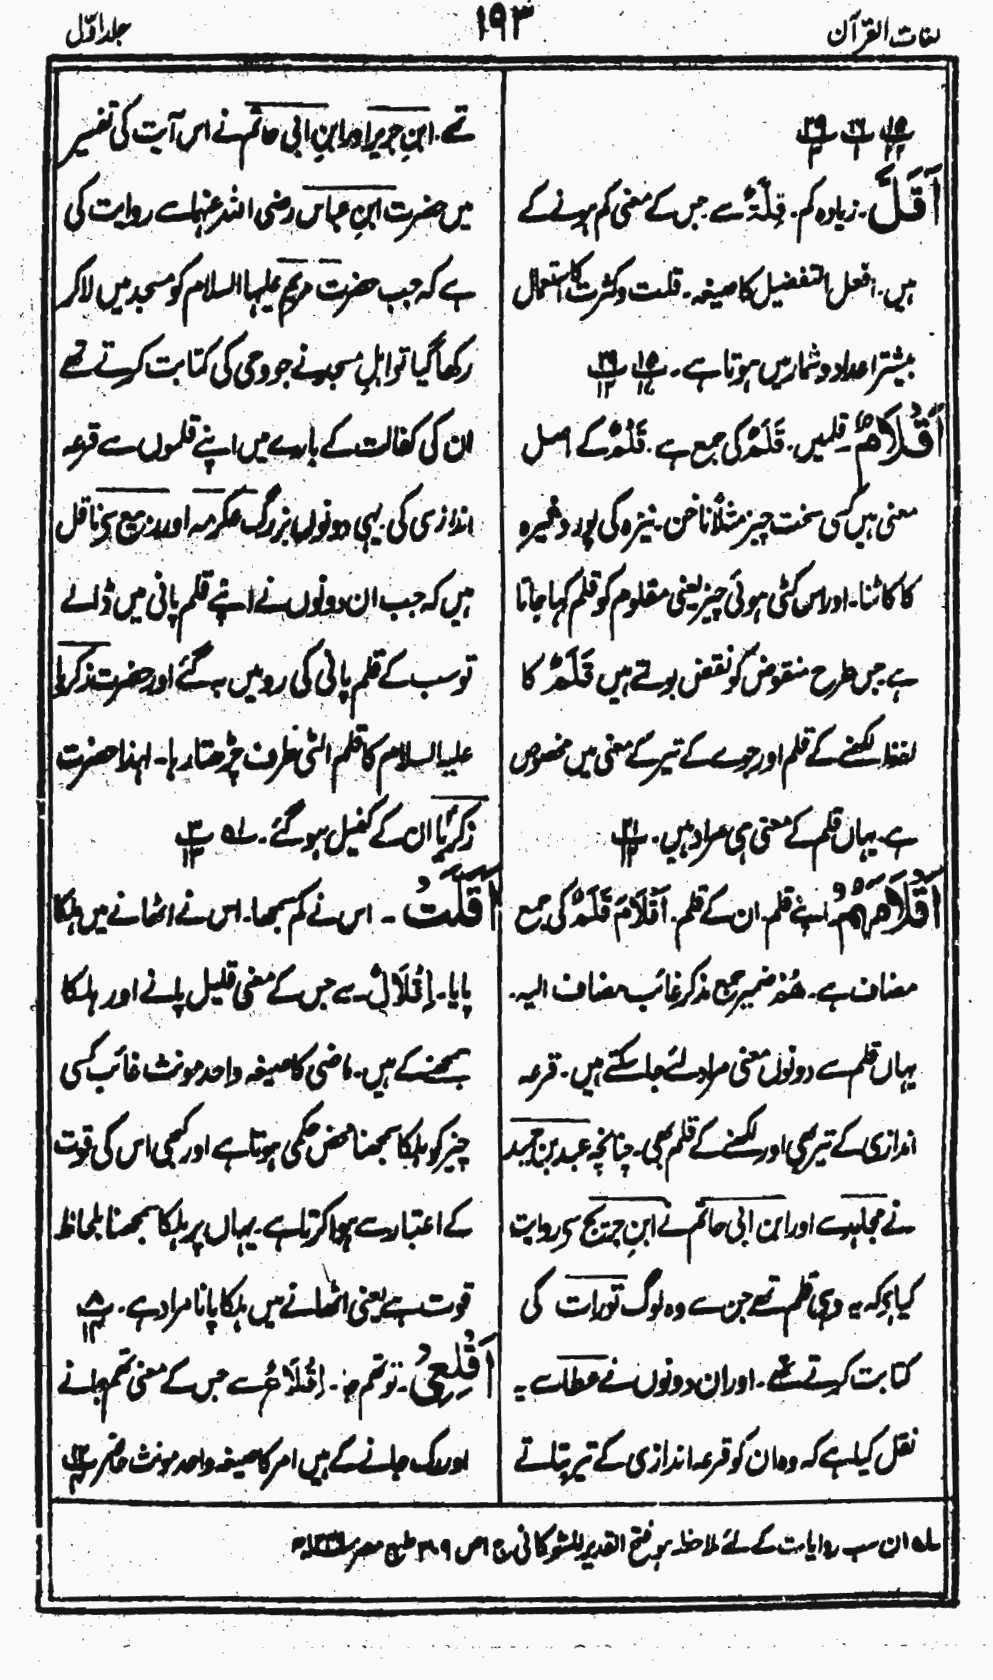 لغات القرآن
۱۹۳
جلد اوّل
اَقَلَّ ۔ زیادہ کم۔ قِلَّۃٌ سے جس کے معنی کم ہونے کے
ہیں۔ افعل التفضیل کا صیغہ۔ قلت و کثرت کا استعمال
بیشتر اعداد و شمار میں ہوتا ہے۔
اَقْلَامٌ ۔ قلمیں۔ قَلَمٌ کی جمع ہے۔ قَلْمٌ کے اصل
معنی ہیں کسی سخت چیز مثلاً ناخن۔ نیزہ کی پور وغیرہ
کا کاٹنا۔ اور اس کٹی ہوئی چیز یعنی مقلوم کو قلم کہا جاتا
ہے جس طرح منقوض کو نقض بولتے ہیں قَلَمٌ کا
لفظ لکھنے کے قلم اور جوے کے تیر کے معنی میں مخصوص
ہے۔ یہاں قلم کے معنی ہی مراد ہیں۔
اَقْلَامَہُمْ۔ اپنے قلم۔ ان کے قلم۔ اَقْلَامَ قَلَمٌ کی جمع
مضاف ہے۔ ھُمْ ضمیر جمع مذکر غائب مضاف الیہ۔
یہاں قلم سے دونوں معنی مراد لئے جا سکتے ہیں۔ قرعہ
اندازی کے تیر بھی اور لکھنے کے قلم بھی۔ چنانچہ عبد بن حمید
نے مجاہد سے اور ابن ابی حاتم نے ابنِ جریج سی روایت
کیا ہے کہ یہ وہی قلم تھے جن سے وہ لوگ تورات کی
کتابت کرتے تھے۔ اور ان دونوں نے عطا سے یہ
نقل کیا ہے کہ وہ ان کو قرعہ اندازی کے تیر بتلاتے
تھے۔ ابنِ جریر اور ابنِ ابی حاتم نے اس آیت کی تفسیر
میں حضرت ابنِ عباس رضی اللہ عنہما سے روایت کی
ہے کہ جب حضرت مریم علیہا السلام کو مسجد میں لا کر
رکھا گیا تو اہلِ مسجد نے جو وحی کی کتابت کرتے تھے
ان کی کفالت کے بارے میں اپنے قلموں سے قرعہ
اندازی کی۔ یہی دونوں بزرگ عکرمہ اور ربیع سی ناقل
ہیں کہ جب ان دونوں نے اپنے قلم پانی میں ڈالے
تو سب کے قلم پانی کی رو میں بہ گئے اور حضرت زکریا
علیہ السلام کا قلم الٹی طرف چڑھتا رہا۔ لہذا حضرت
زکریا ان کے کفیل ہو گئے۔ لہ
اَقَلَّتْ ۔ اس نے کم سمجھا۔ اس نے اٹھانے میں ہلکا
پایا۔ اِقْلَالٌ۔ سے جس کے معنی قلیل پانے اور ہلکا
سمجھنے کے ہیں۔ ماضی کا صیغہ واحد مونث غائب کسی
چیز کو ہلکا سمجھنا محض حکمی ہوتا ہے اور کبھی اس کی قوت
کے اعتبار سے ہوا کرتا ہے۔ یہاں پر ہلکا سمجھنا بلحاظ
قوت ہے یعنی اٹھانے میں ہلکا پانا مراد ہے۔
اَقْلِعِیْ۔ تو تھم جا۔ اِقْلَاعٌ سے جس کے معنی تھم جانے
اور رک جانے کے ہیں امر کا صیغہ واحد مونث حاضر
لہ ان سب روایات کے لئے ملاحظہ ہو فتح القدیر للشوکانی ج ۱ ص ۳۰۹ طبع مصر